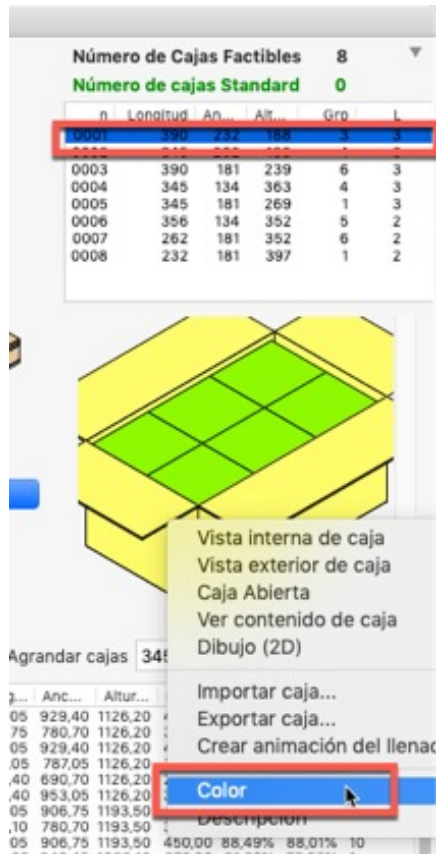 Número de Cajas Factibles 8
Número de cajas Standard 0
n Longitud An... Alt... Gro L
0001 390 232 188 3 3
0003 390 181 239 6 3
0004 345 134 363 4 3
0005 345 181 269 1 3
0006 356 134 352 5 2
0007 262 181 352 6 2
0008 232 181 397 1 2
Vista interna de caja
Vista exterior de caja
Caja Abierta
Ver contenido de caja
Dibujo (2D)
Agrandar cajas 345
Importar caja...
Exportar caja...
Crear animación del llenad
Color
Descripción
Anc... Altur...
05 929,40 1126,20
75 780,70 1126,20
05 929,40 1126,20
05 787,05 1126,20
40 690,70 1126,20
40 953,05 1126,20
05 906,75 1193,50
10 780,70 1193,50
05 906,75 1193,50 450,00 88,49% 88,01% 10